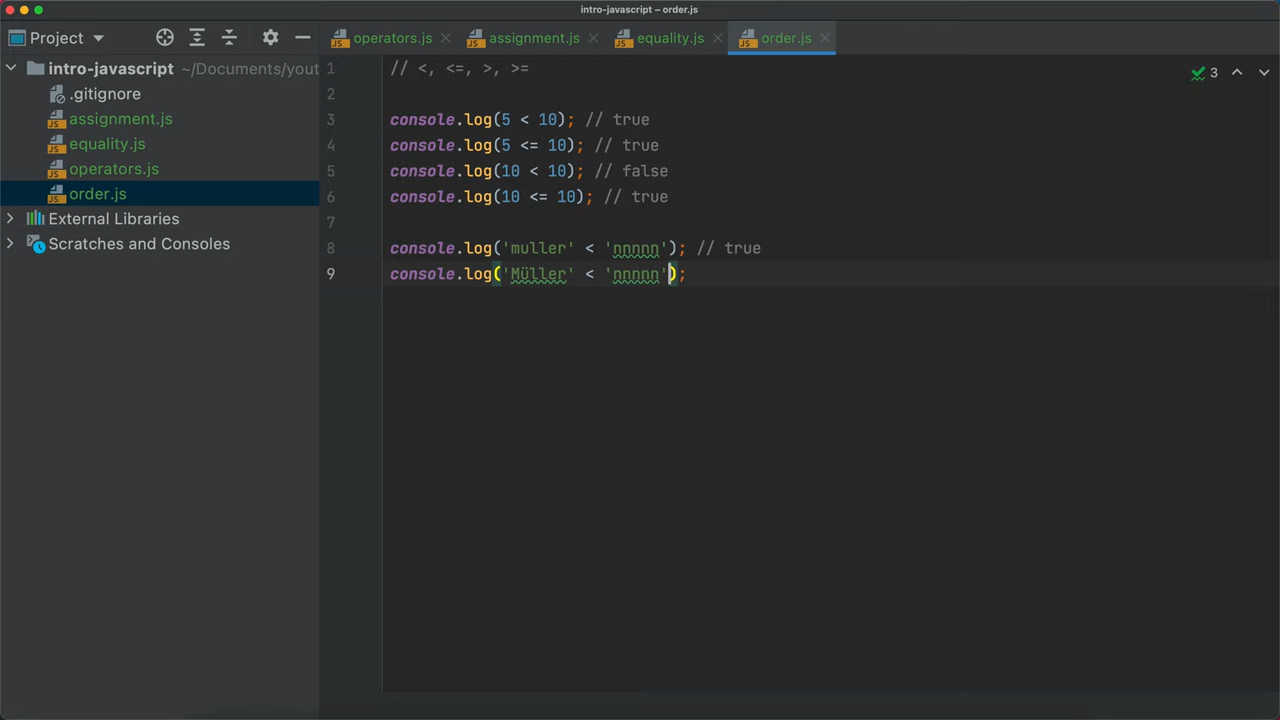 intro-javascript – order.js
Project
operators.js
assignment.js
equality.js
order.js
intro-javascript ~/Documents/yout
.gitignore
assignment.js
equality.js
operators.js
order.js
External Libraries
Scratches and Consoles
3
1 // <, <=, >, >=
2
3 console.log(5 < 10); // true
4 console.log(5 <= 10); // true
5 console.log(10 < 10); // false
6 console.log(10 <= 10); // true
7
8 console.log('muller' < 'nnnnn'); // true
9 console.log('Müller' < 'nnnnn');